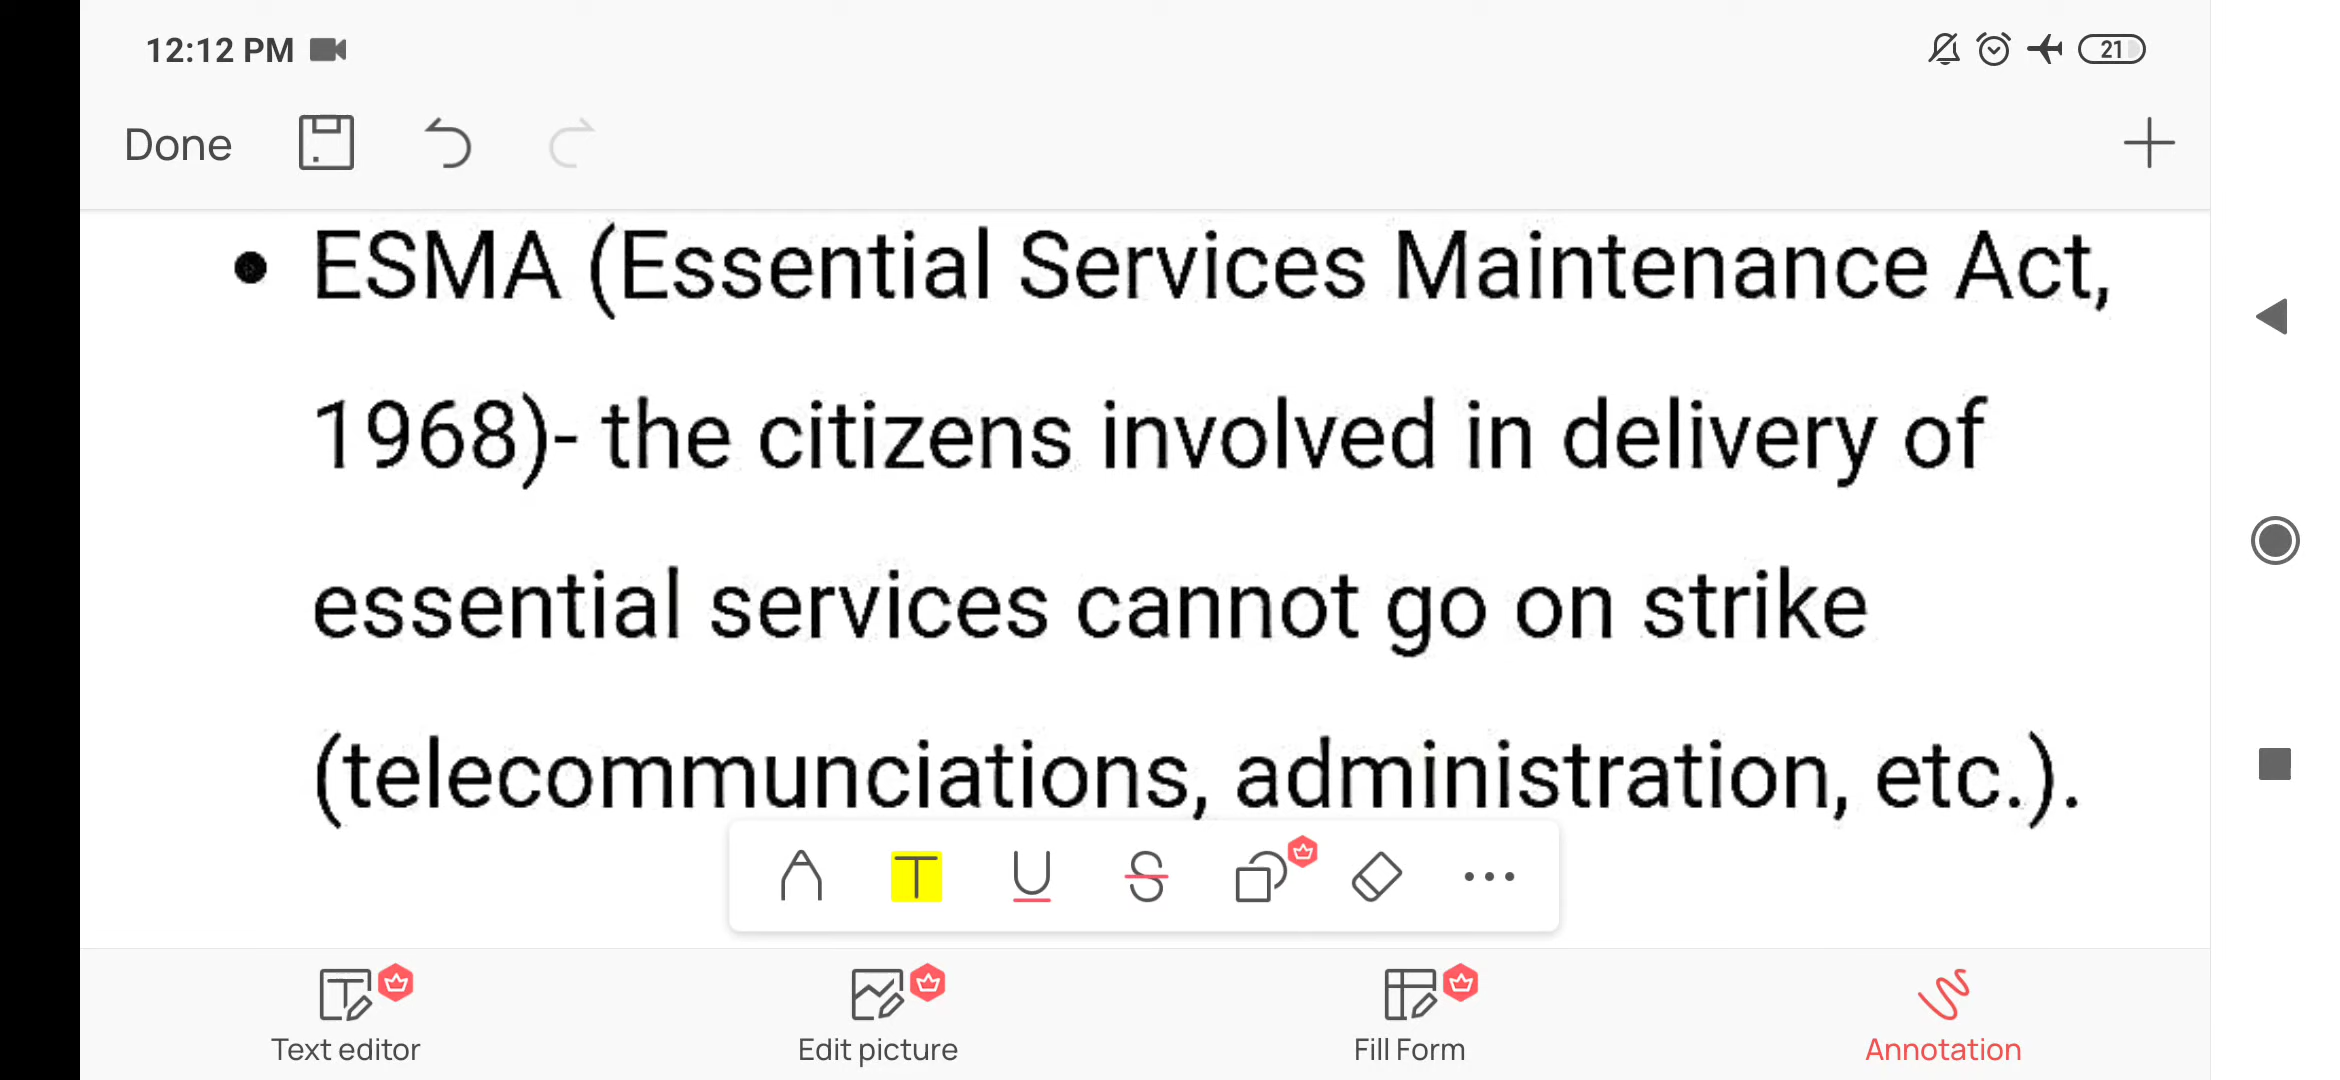 12:12 PM 21
Done
• ESMA (Essential Services Maintenance Act,
1968)- the citizens involved in delivery of
essential services cannot go on strike
(telecommunciations, administration, etc.).
T U S
Text editor Edit picture Fill Form Annotation